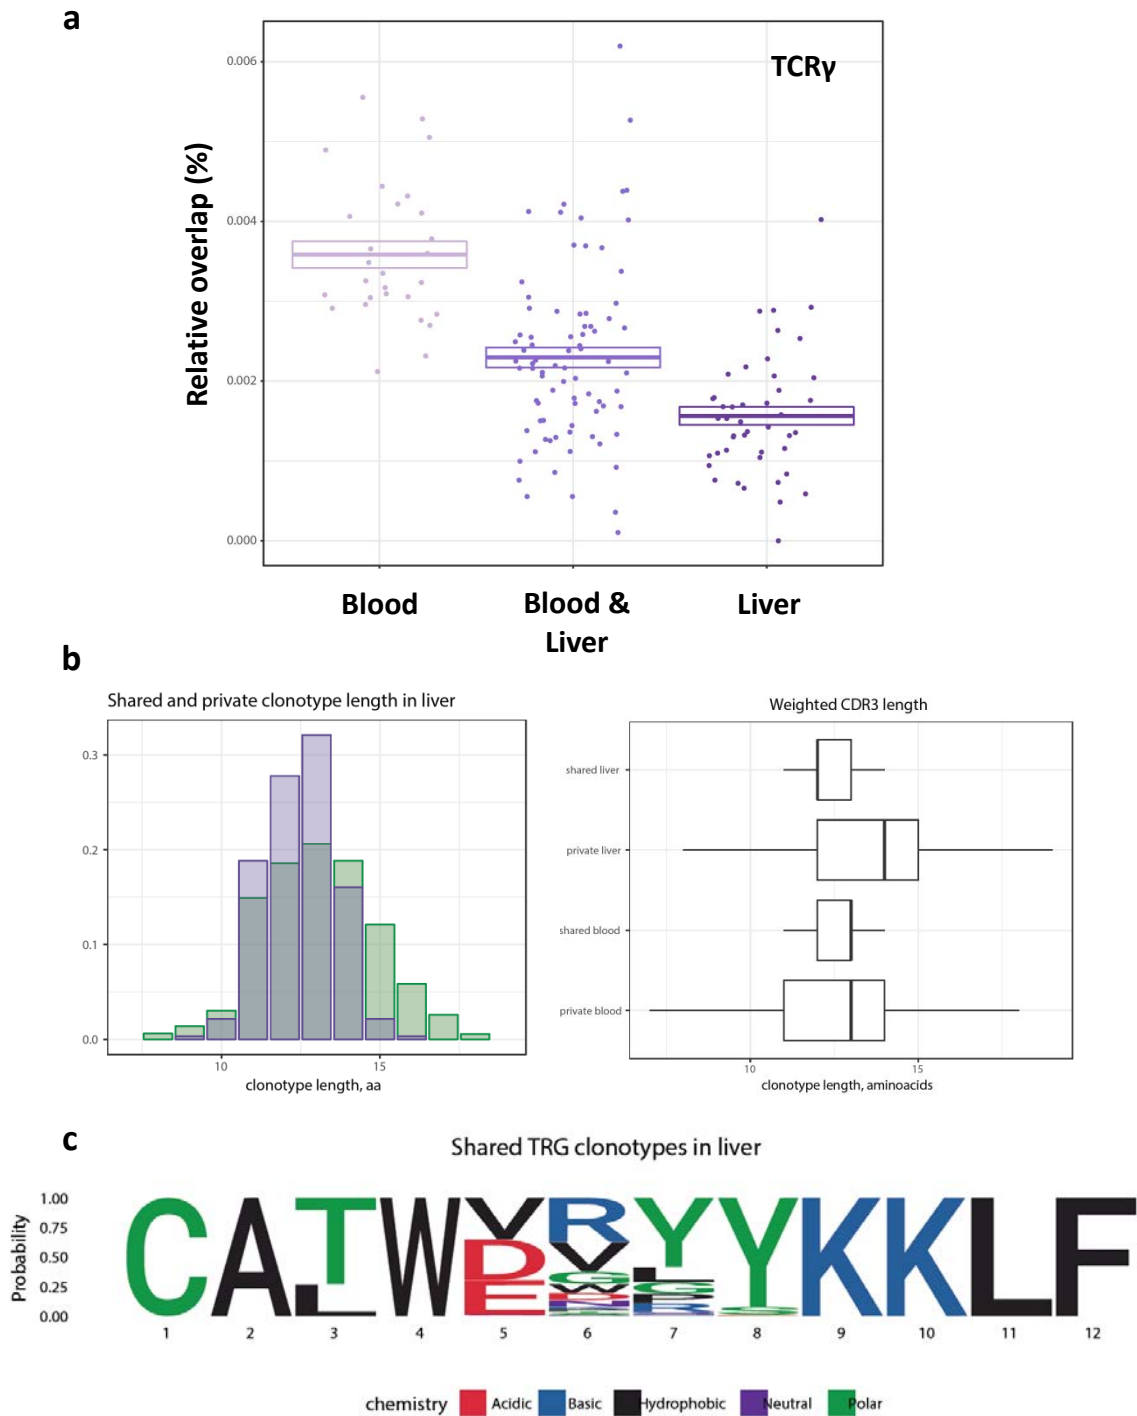 a
TCRγ
0.006
0.004
0.002
0.000
Relative overlap (%)
Blood
Blood &
Liver
Liver
b
Shared and private clonotype length in liver
0.3
0.2
0.1
0.0
10
15
clonotype length, aa
Weighted CDR3 length
shared liver
private liver
shared blood
private blood
10
15
clonotype length, aminoacids
c
Shared TRG clonotypes in liver
Probability
1.00
0.75
0.50
0.25
0.00
C A T W Y R Y Y K K L F
L D V L S
E G G
W
D R
N
1 2 3 4 5 6 7 8 9 10 11 12
chemistry Acidic Basic Hydrophobic Neutral Polar